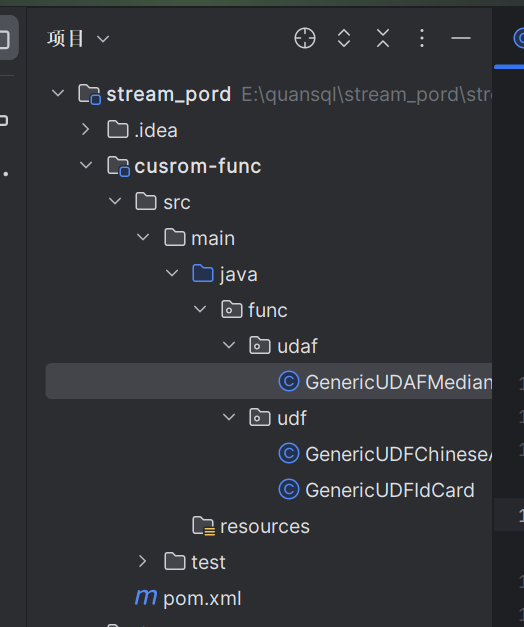 项目
stream_pord E:\quansql\stream_pord\str
.idea
cusrom-func
src
main
java
func
udaf
GenericUDAFMedian
udf
GenericUDFChineseA
GenericUDFIdCard
resources
test
pom.xml